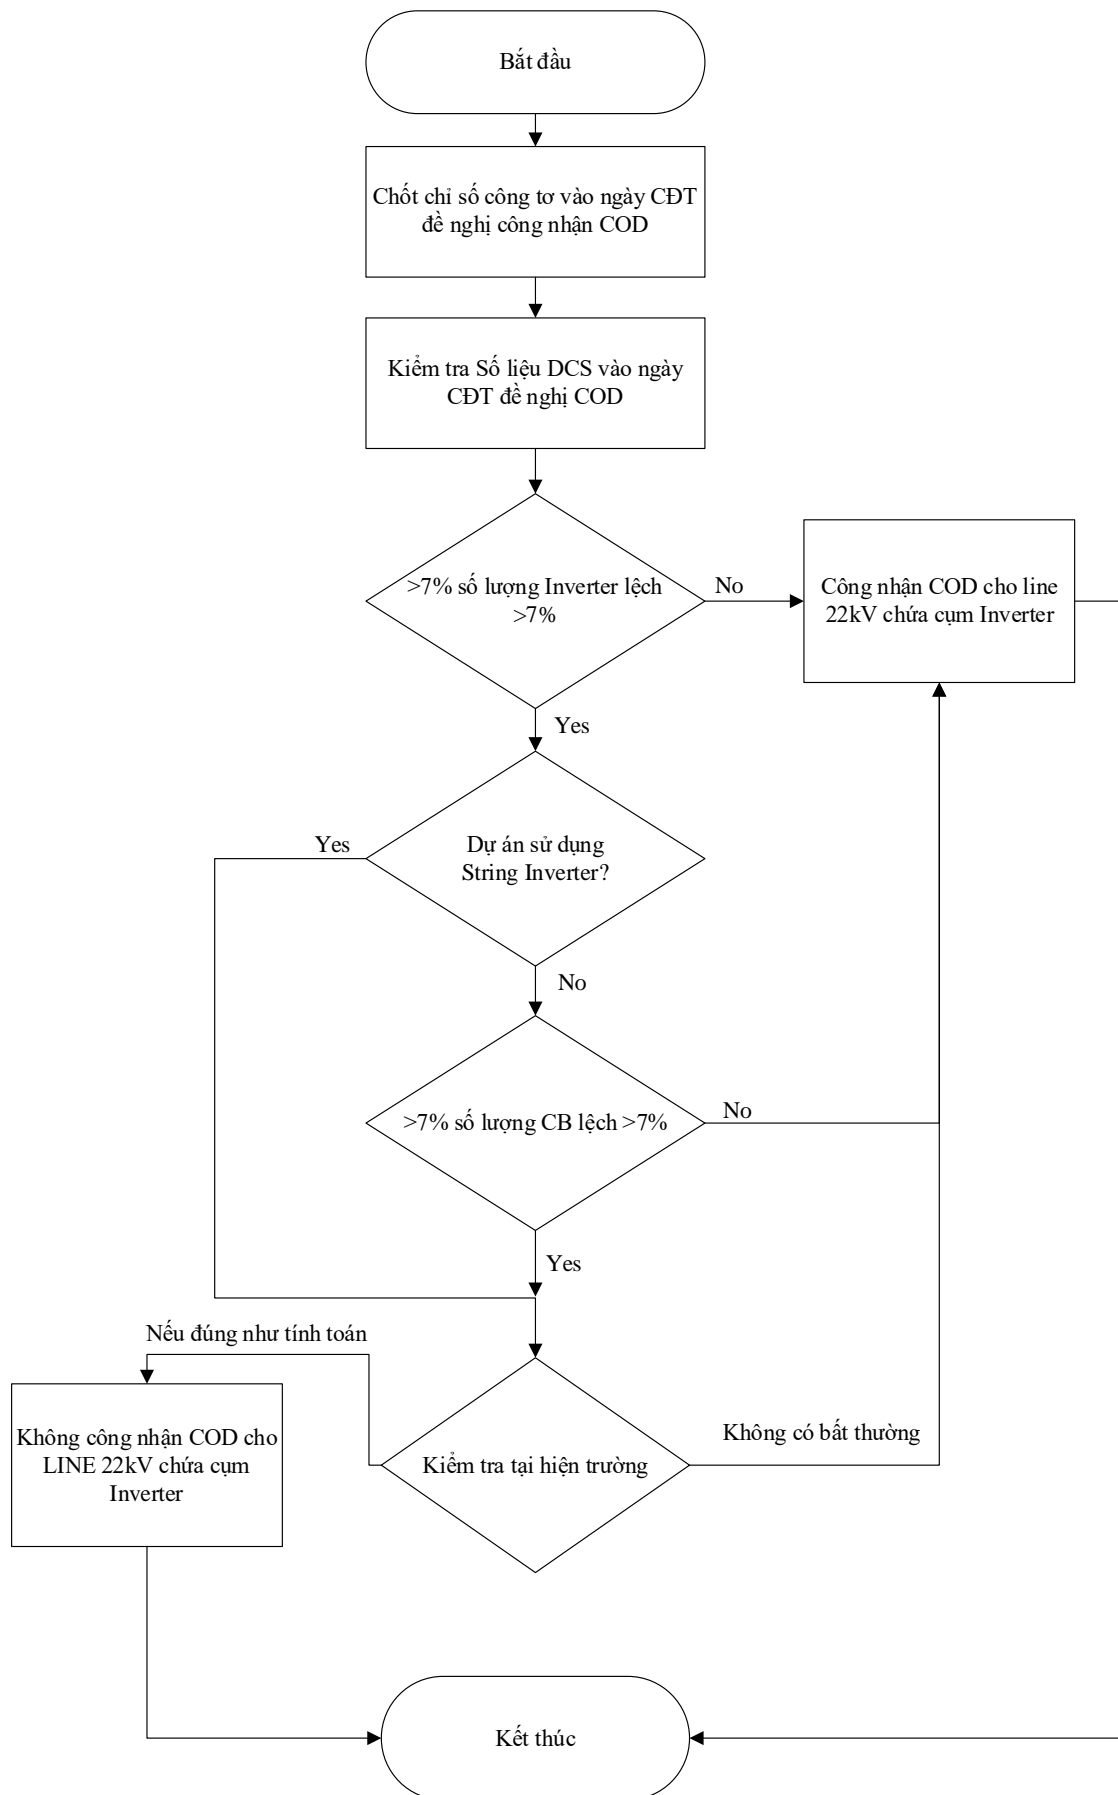 Bắt đầu
Chốt chỉ số công tơ vào ngày CĐT
đề nghị công nhận COD
Kiểm tra Số liệu DCS vào ngày
CĐT đề nghị COD
>7% số lượng Inverter lệch
>7%
No
Công nhận COD cho line
22kV chứa cụm Inverter
Yes
Yes
Dự án sử dụng
String Inverter?
No
>7% số lượng CB lệch >7%
No
Yes
Nếu đúng như tính toán
Không công nhận COD cho
LINE 22kV chứa cụm
Inverter
Kiểm tra tại hiện trường
Không có bất thường
Kết thúc